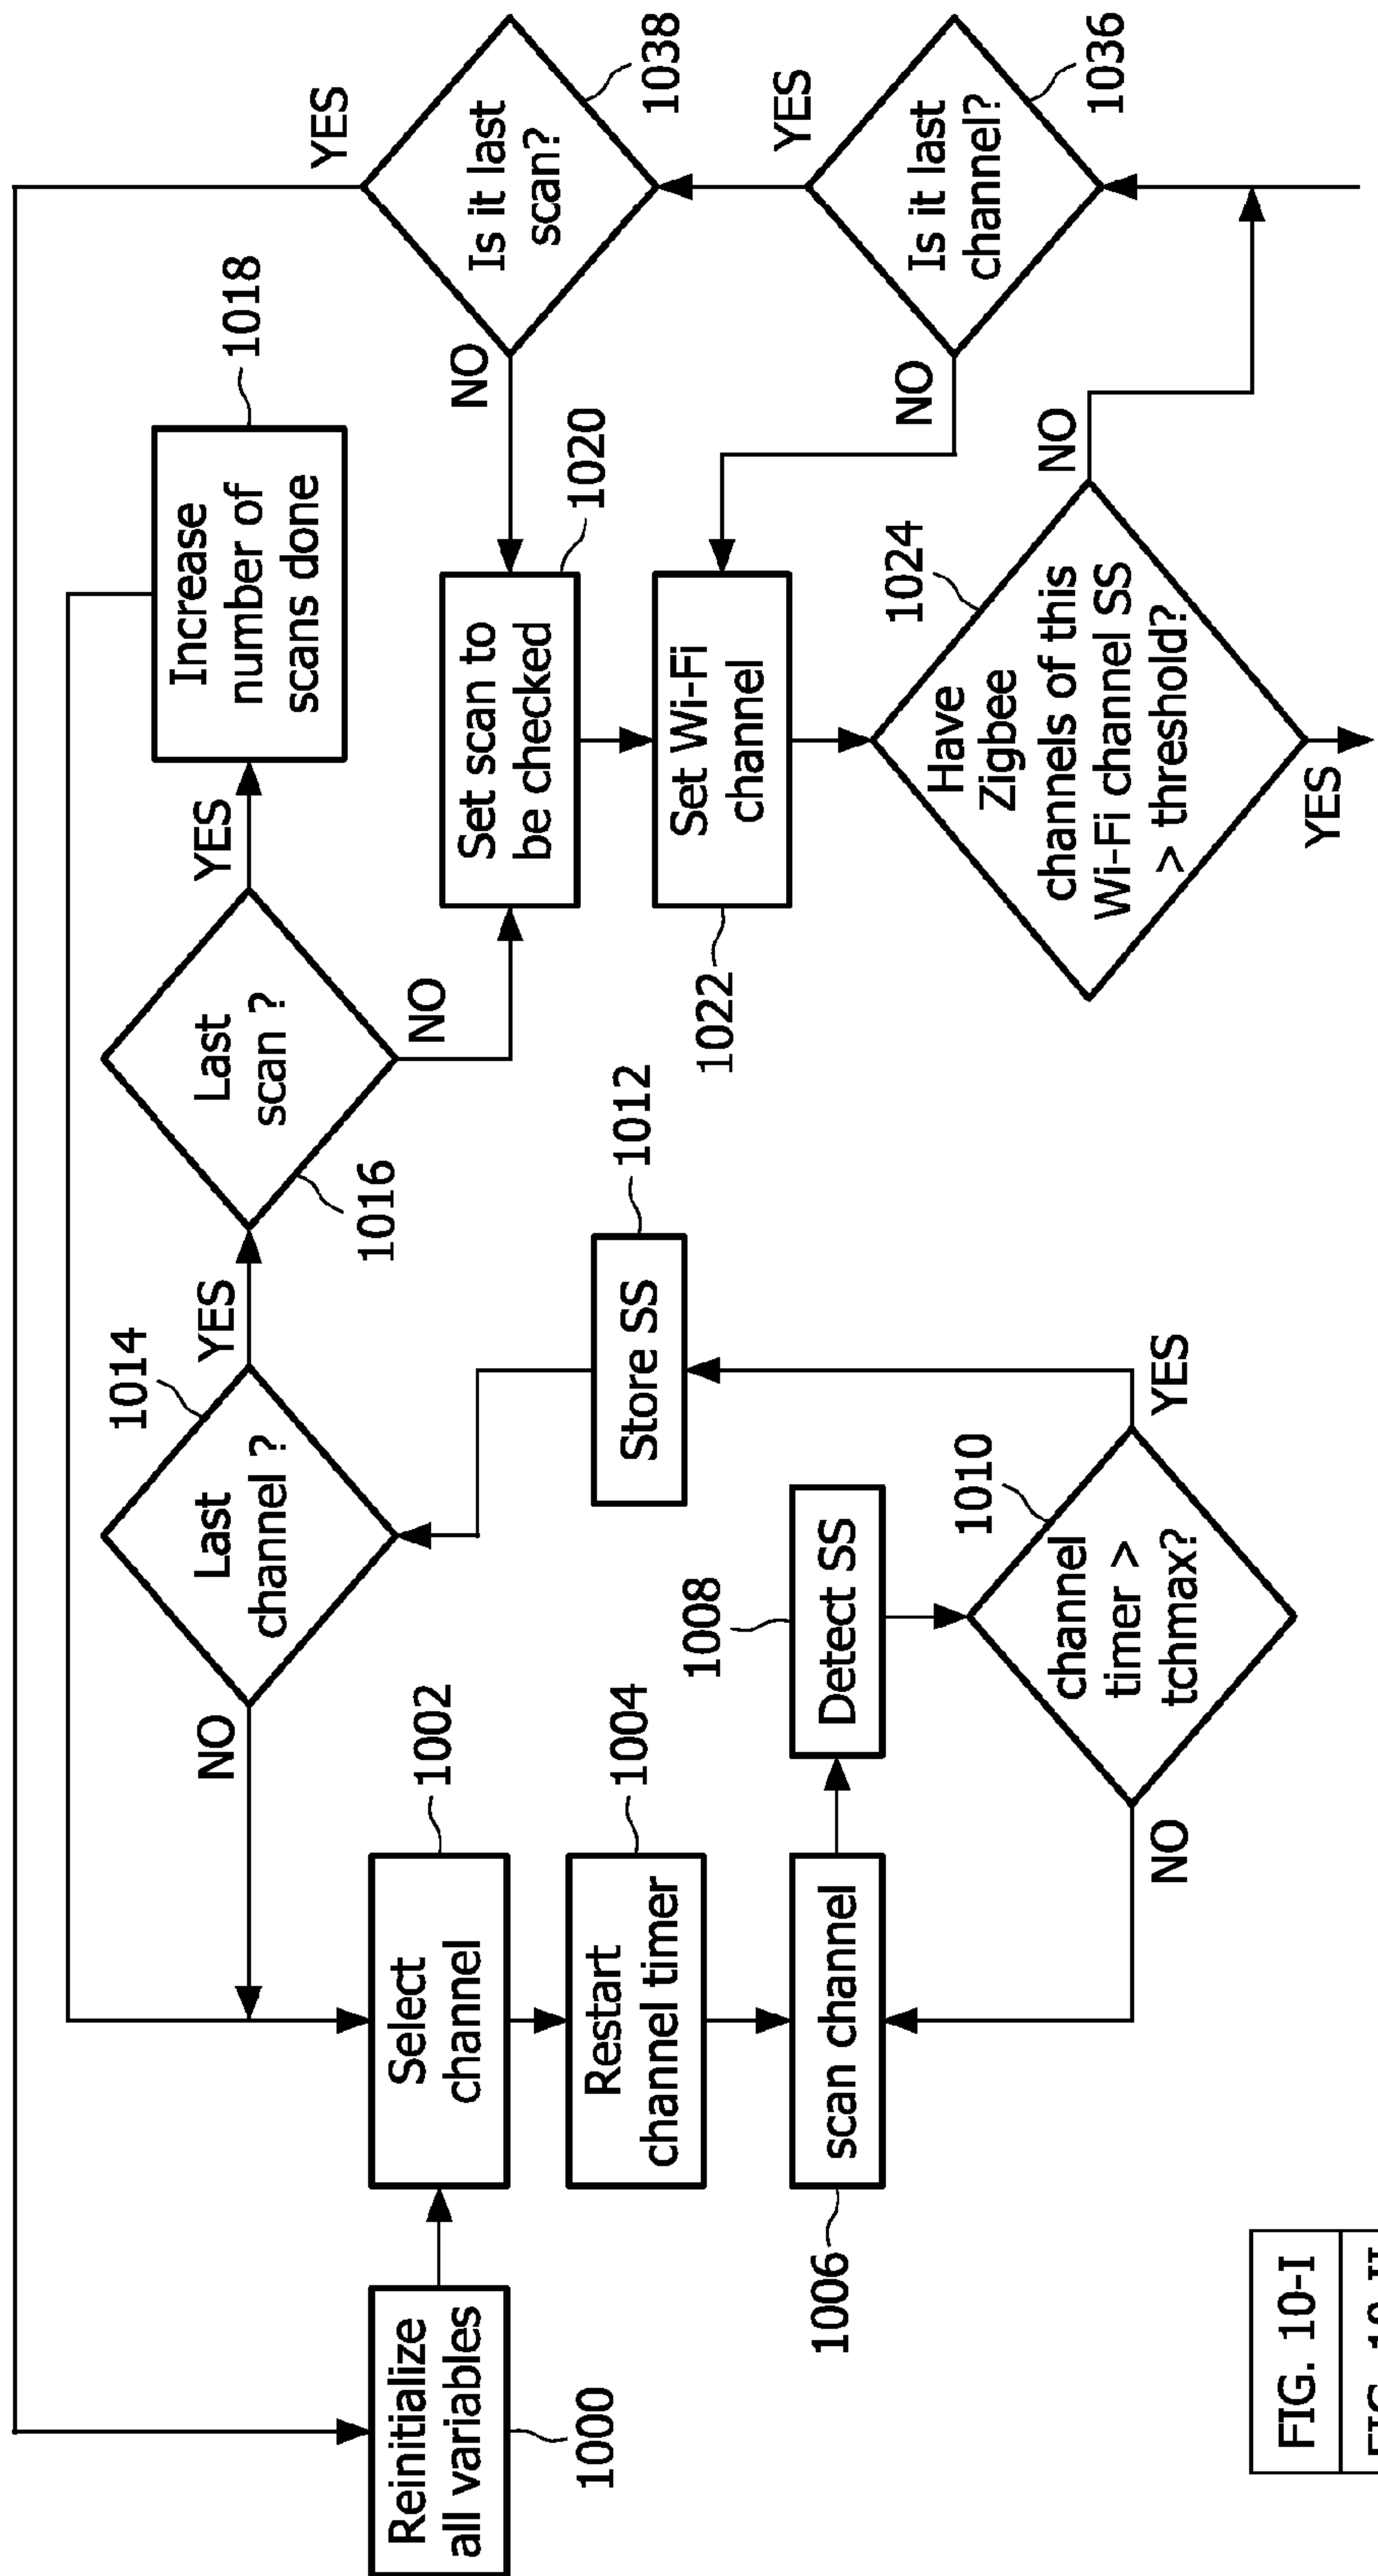 Reinitialize
all variables
1000
Select
channel
1002
Restart
channel timer
1004
scan channel
1006
Detect SS
1008
channel
timer >
tchmax?
1010
NO
YES
Store SS
1012
Last
channel ?
1014
NO
YES
Last
scan ?
1016
YES
NO
Increase
number of
scans done
1018
Set scan to
be checked
1020
Set Wi-Fi
channel
1022
Have
Zigbee
channels of this
Wi-Fi channel SS
> threshold?
1024
NO
YES
Is it last
channel?
1036
NO
YES
Is it last
scan?
1038
NO
YES
FIG. 10-I
FIG. 10-II